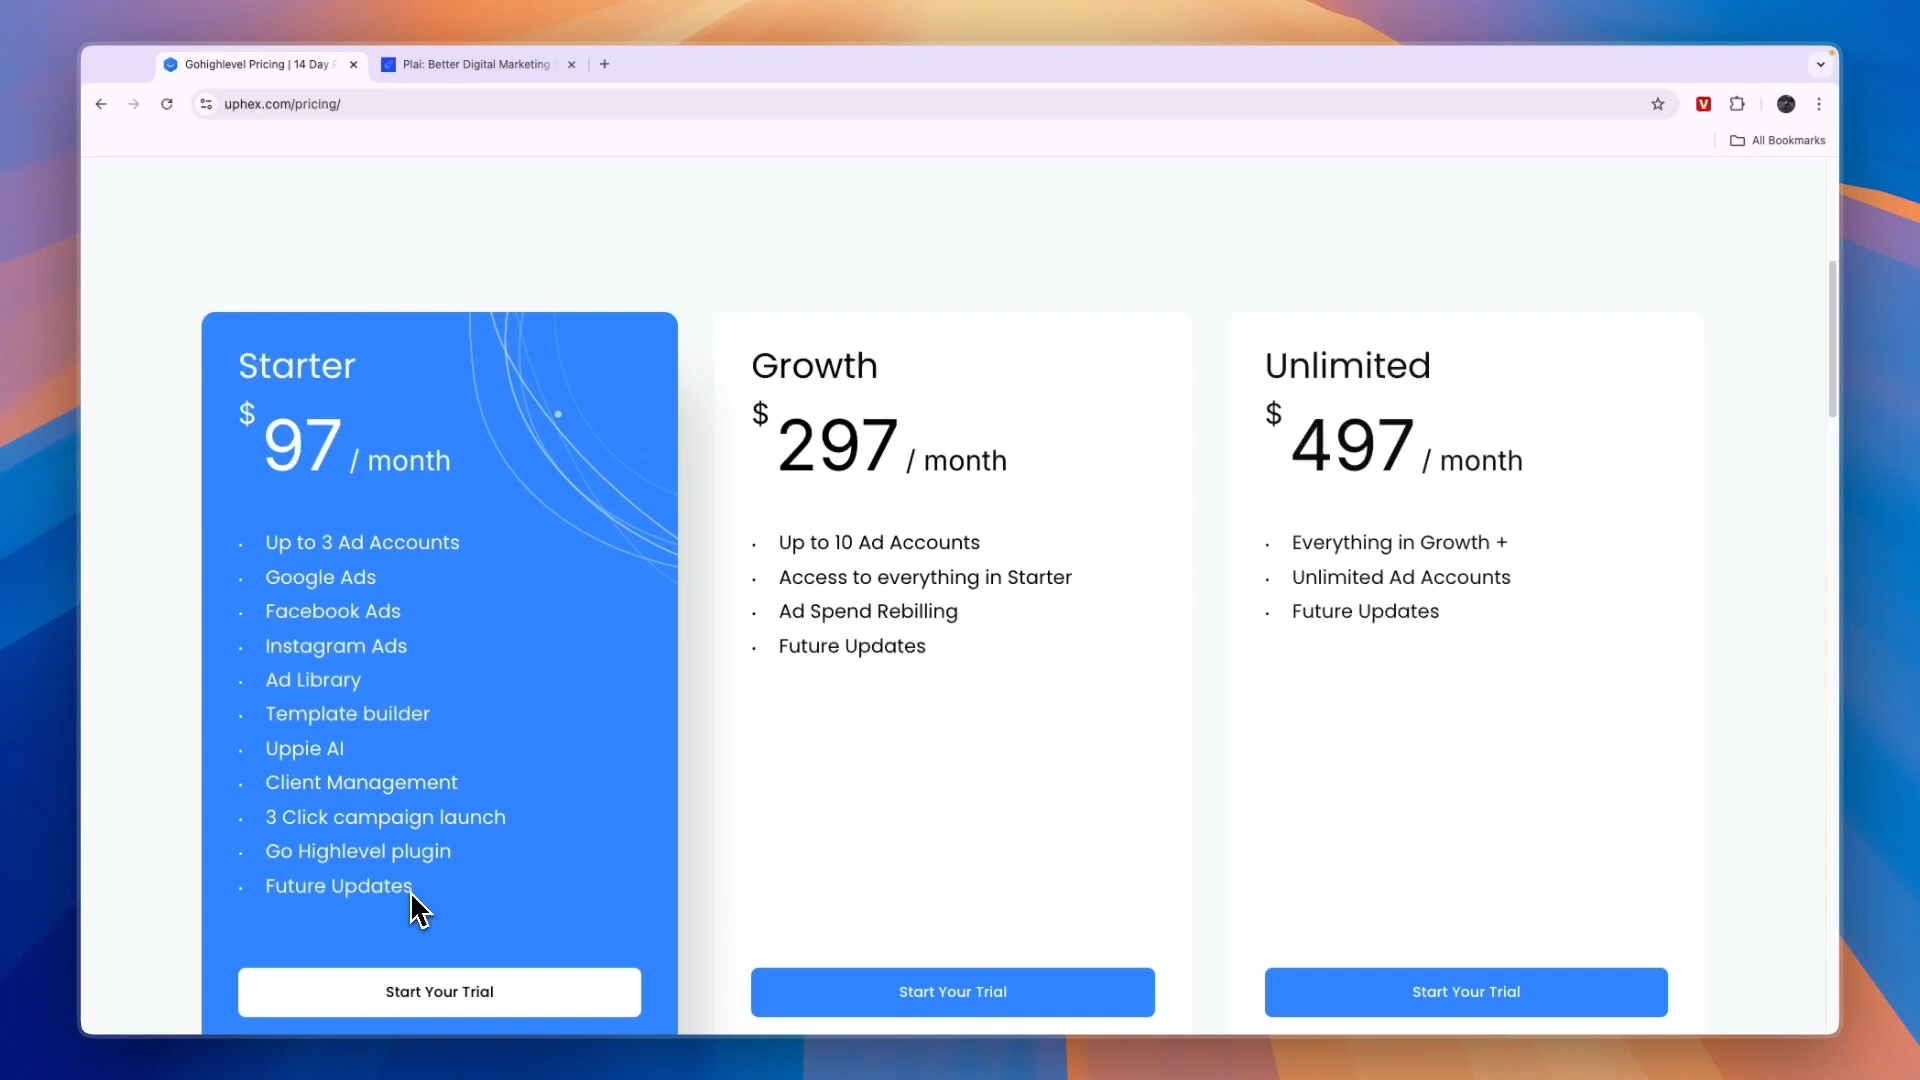 Gohighlevel Pricing | 14 Day F
Plai: Better Digital Marketing
uphex.com/pricing/
V
All Bookmarks
Starter
$ 97 / month
· Up to 3 Ad Accounts
· Google Ads
· Facebook Ads
· Instagram Ads
· Ad Library
· Template builder
· Uppie AI
· Client Management
· 3 Click campaign launch
· Go Highlevel plugin
· Future Updates
Start Your Trial
Growth
$ 297 / month
· Up to 10 Ad Accounts
· Access to everything in Starter
· Ad Spend Rebilling
· Future Updates
Start Your Trial
Unlimited
$ 497 / month
· Everything in Growth +
· Unlimited Ad Accounts
· Future Updates
Start Your Trial